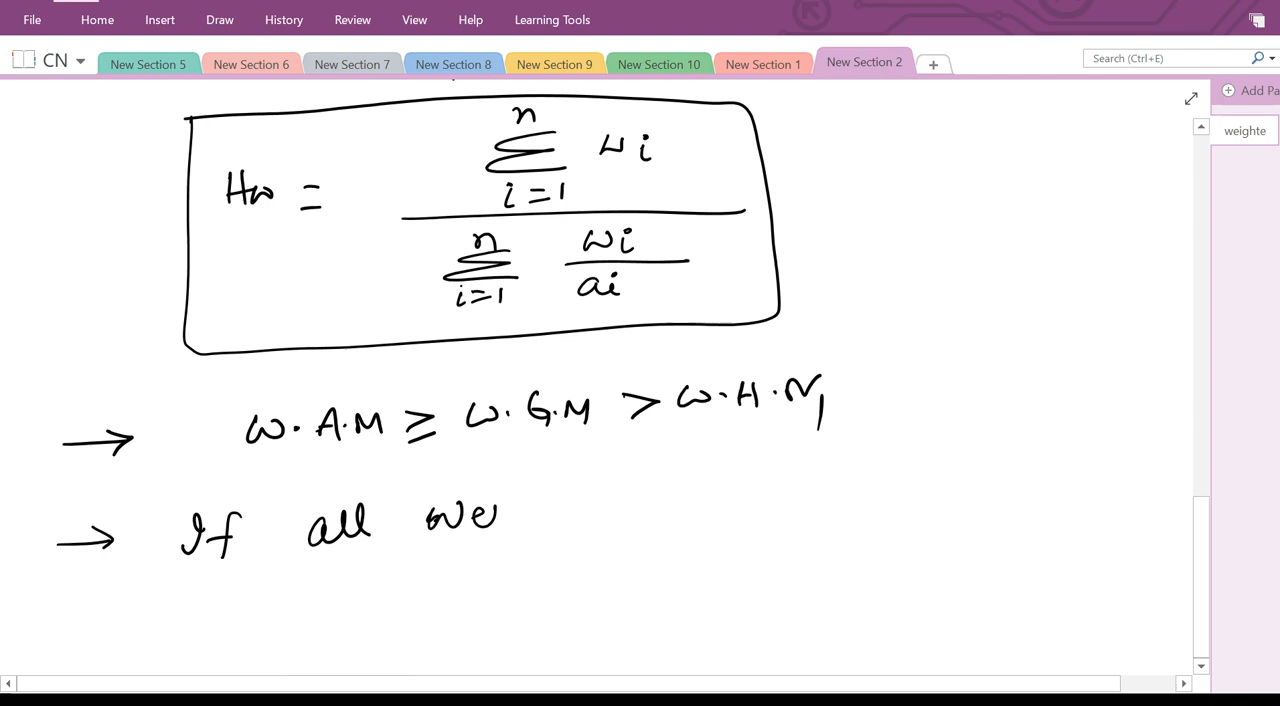 File Home Insert Draw History Review View Help Learning Tools
CN New Section 5 New Section 6 New Section 7 New Section 8 New Section 9 New Section 10 New Section 1 New Section 2 Search (Ctrl+E)
Add Pa
weighte
n
Σ wi
i=1
Hw =
n
Σ wi
i=1 ai
→ W.A.M ≥ W.G.M > W.H.M
→ If all we